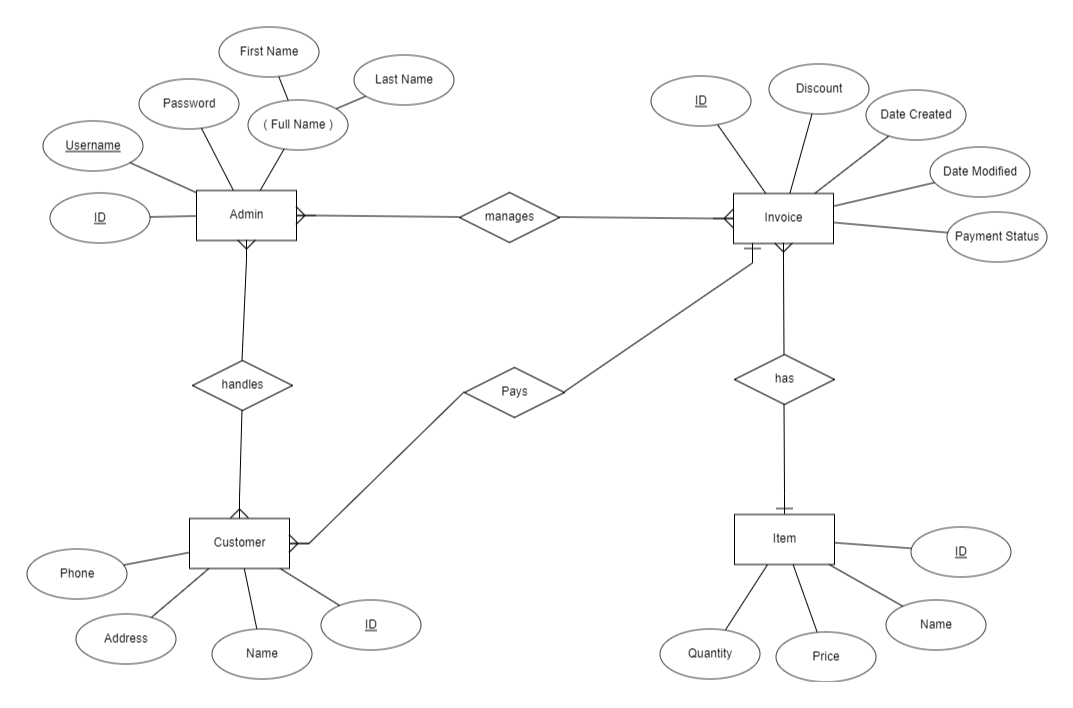 First Name
Last Name
Password
( Full Name )
Username
ID
Admin
manages
ID
Discount
Date Created
Date Modified
Payment Status
Invoice
handles
Pays
has
Customer
Phone
Address
Name
ID
Item
ID
Name
Price
Quantity